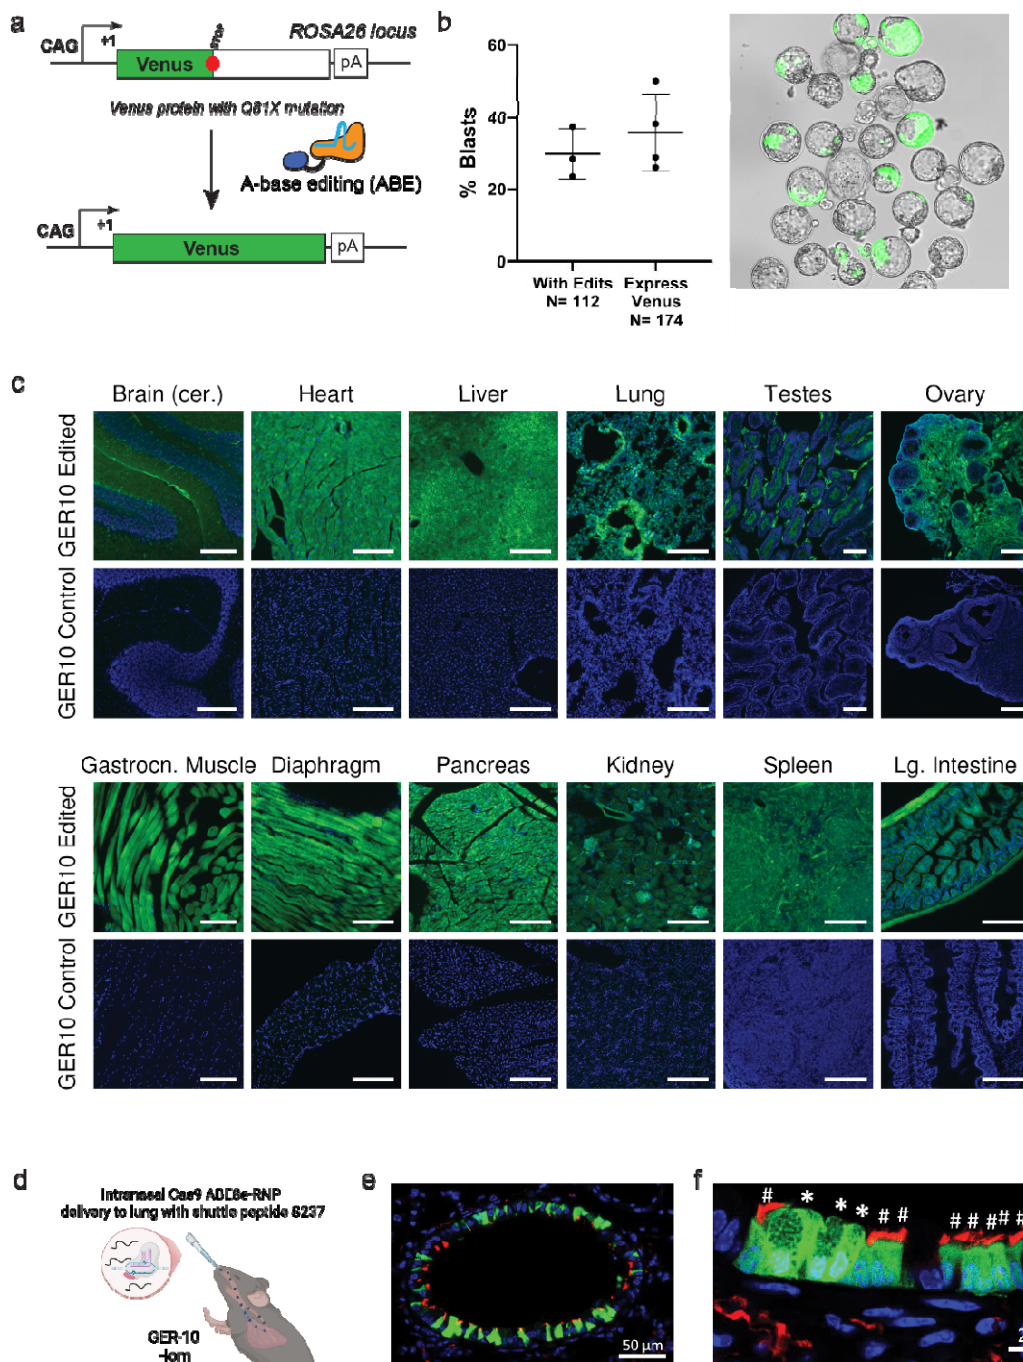 a
CAG
+1
STOP
ROSA26 locus
Venus
pA
Venus protein with Q81X mutation
A-base editing (ABE)
CAG
+1
Venus
pA
b
% Blasts
60
40
20
0
With Edits
N= 112
Express
Venus
N= 174
c
Brain (cer.)
Heart
Liver
Lung
Testes
Ovary
GER10 Edited
GER10 Control
Gastrocn. Muscle
Diaphragm
Pancreas
Kidney
Spleen
Lg. Intestine
GER10 Edited
GER10 Control
d
Intranasal Cas9 ABE8e-RNP
delivery to lung with shuttle peptide S237
GER-10
e
50 µm
f
# * * * # # # # # # #
2